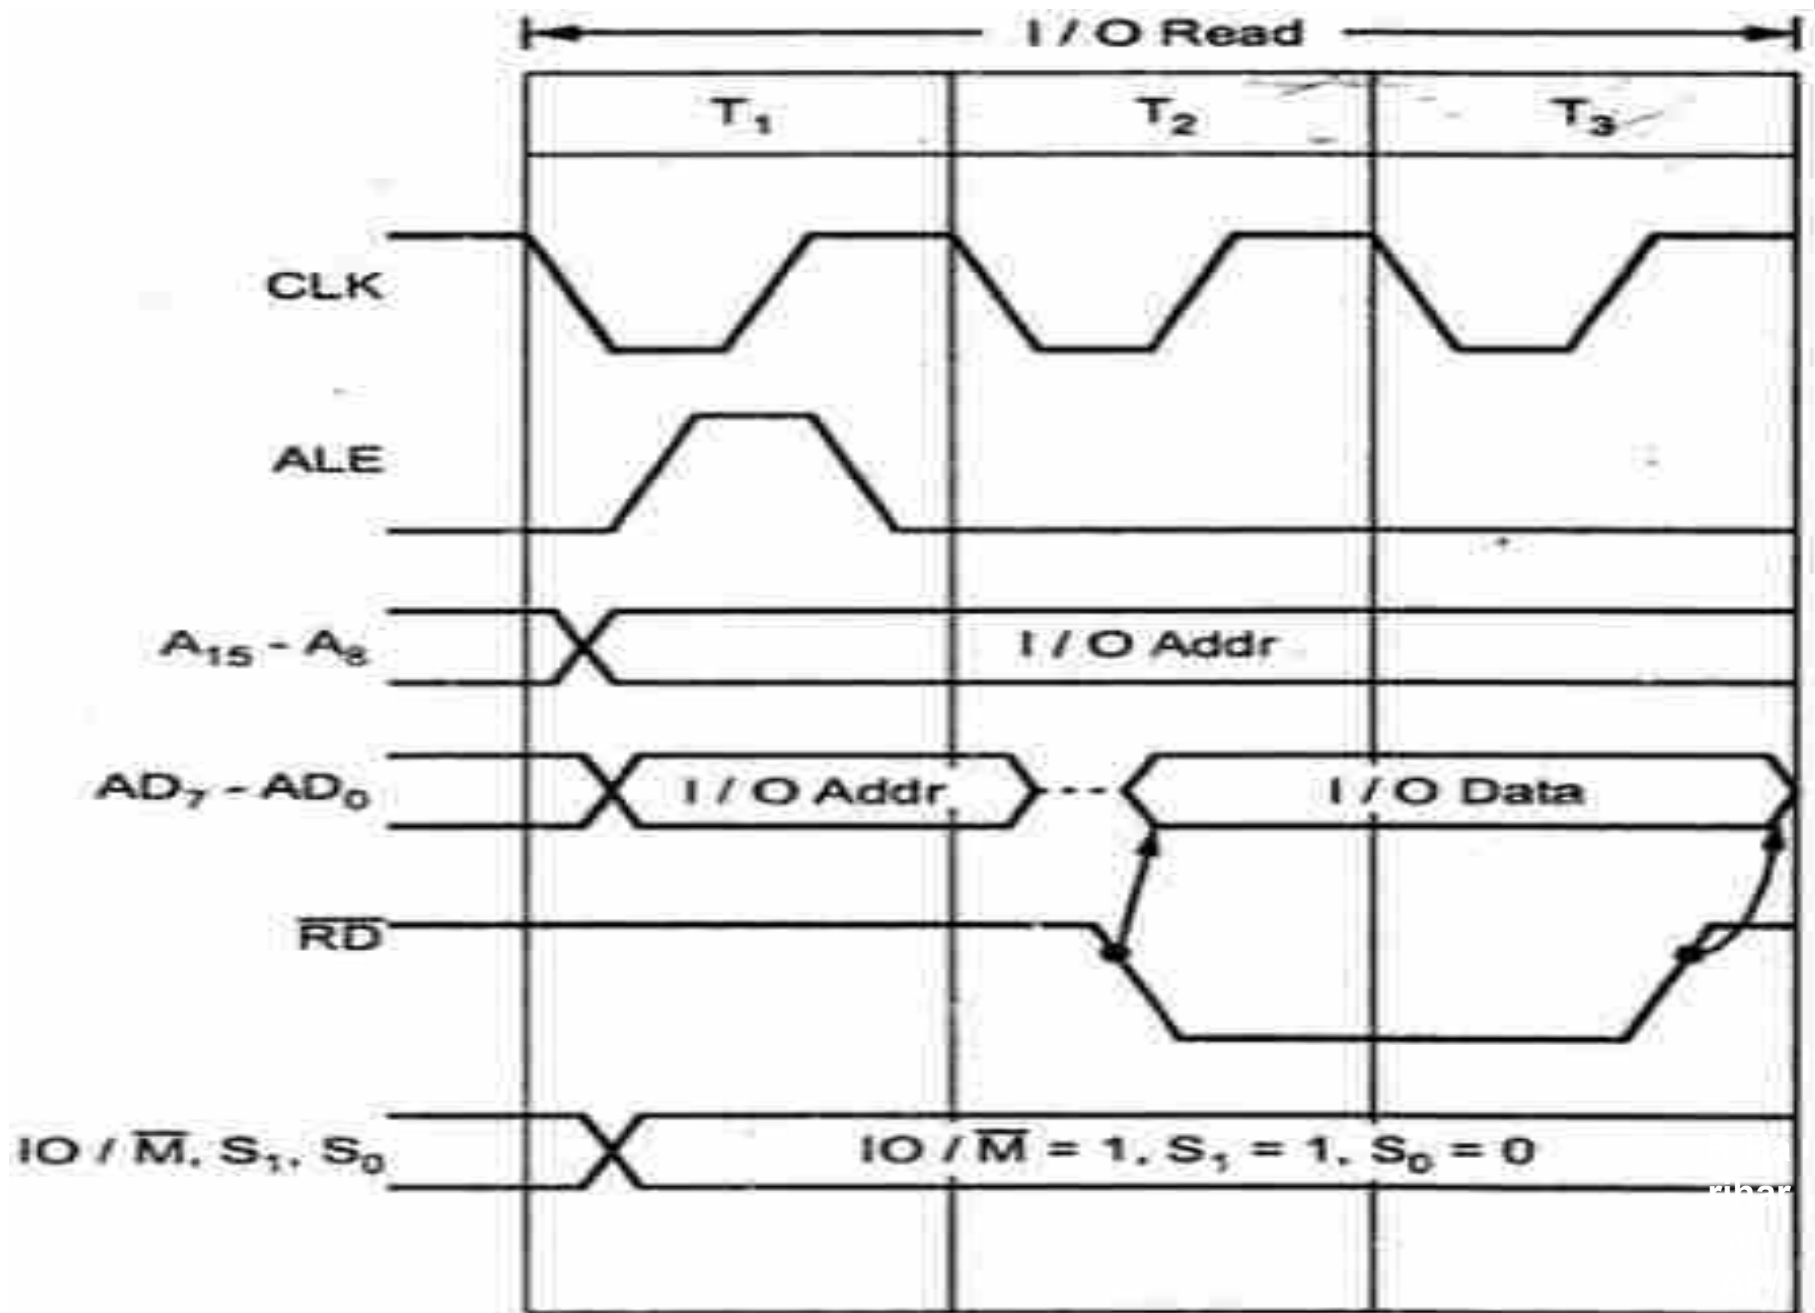 I / O Read
T₁ T₂ T₃
CLK
ALE
A₁₅ - A₈ I / O Addr
AD₇ - AD₀ I / O Addr I / O Data
R̅D̅
IO / M̅, S₁, S₀ IO / M̅ = 1, S₁ = 1, S₀ = 0